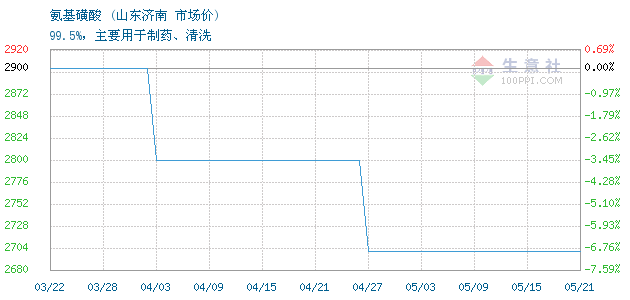 氨基磺酸 (山东济南 市场价)
99.5%，主要用于制药、清洗
2920 0.69%
2900 0.00%
生意社
100PPI.COM
2872 -0.97%
2848 -1.79%
2824 -2.62%
2800 -3.45%
2776 -4.28%
2752 -5.10%
2728 -5.93%
2704 -6.76%
2680 -7.59%
03/22 03/28 04/03 04/09 04/15 04/21 04/27 05/03 05/09 05/15 05/21